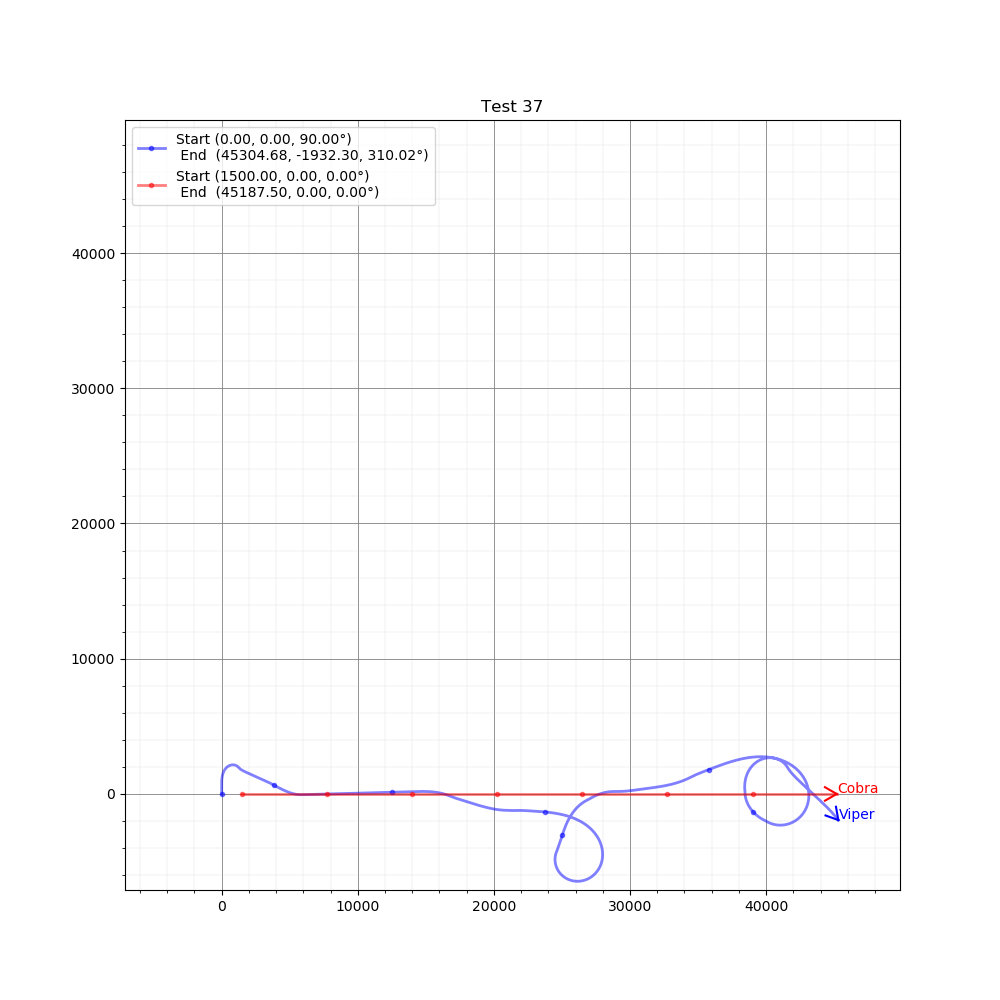 Test 37
Start (0.00, 0.00, 90.00°)
End (45304.68, -1932.30, 310.02°)
Start (1500.00, 0.00, 0.00°)
End (45187.50, 0.00, 0.00°)
40000
30000
20000
10000
0
Cobra
Viper
0 10000 20000 30000 40000